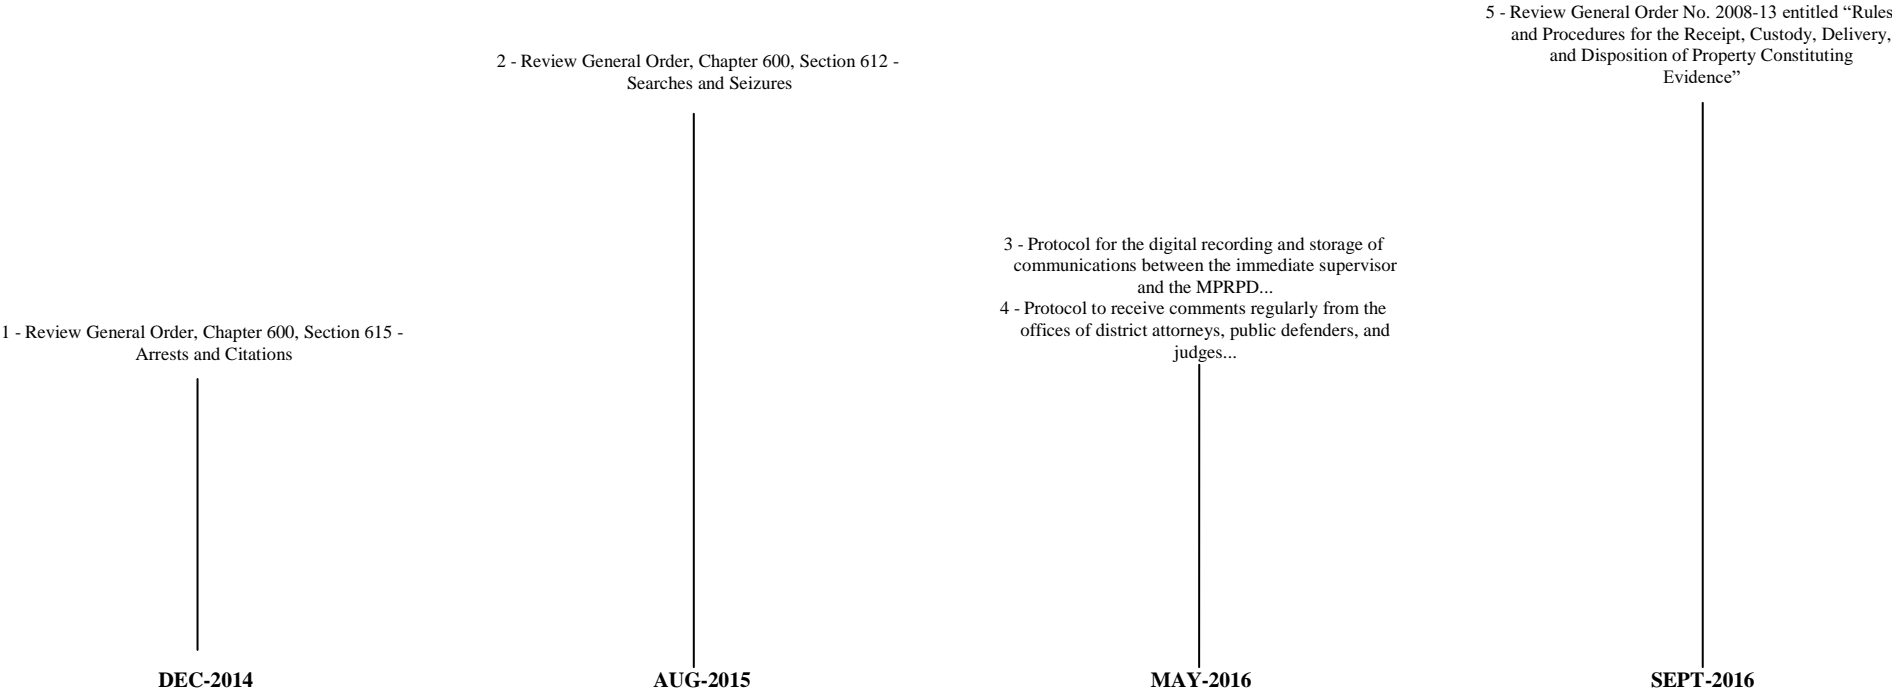 1 - Review General Order, Chapter 600, Section 615 -
Arrests and Citations
DEC-2014
2 - Review General Order, Chapter 600, Section 612 -
Searches and Seizures
AUG-2015
3 - Protocol for the digital recording and storage of
communications between the immediate supervisor
and the MPRPD...
4 - Protocol to receive comments regularly from the
offices of district attorneys, public defenders, and
judges...
MAY-2016
5 - Review General Order No. 2008-13 entitled “Rules
and Procedures for the Receipt, Custody, Delivery,
and Disposition of Property Constituting
Evidence”
SEPT-2016